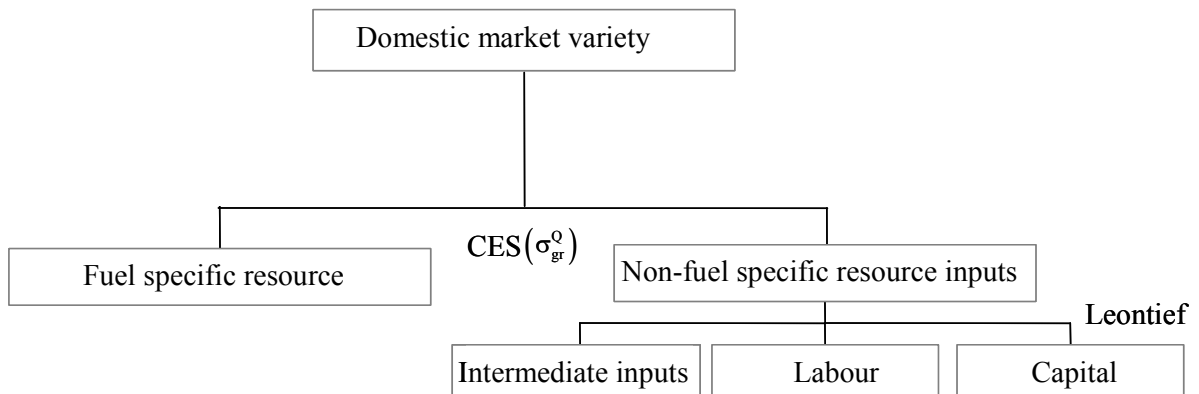 Domestic market variety
CES(σ^Q_gr)
Fuel specific resource
Non-fuel specific resource inputs
Leontief
Intermediate inputs
Labour
Capital